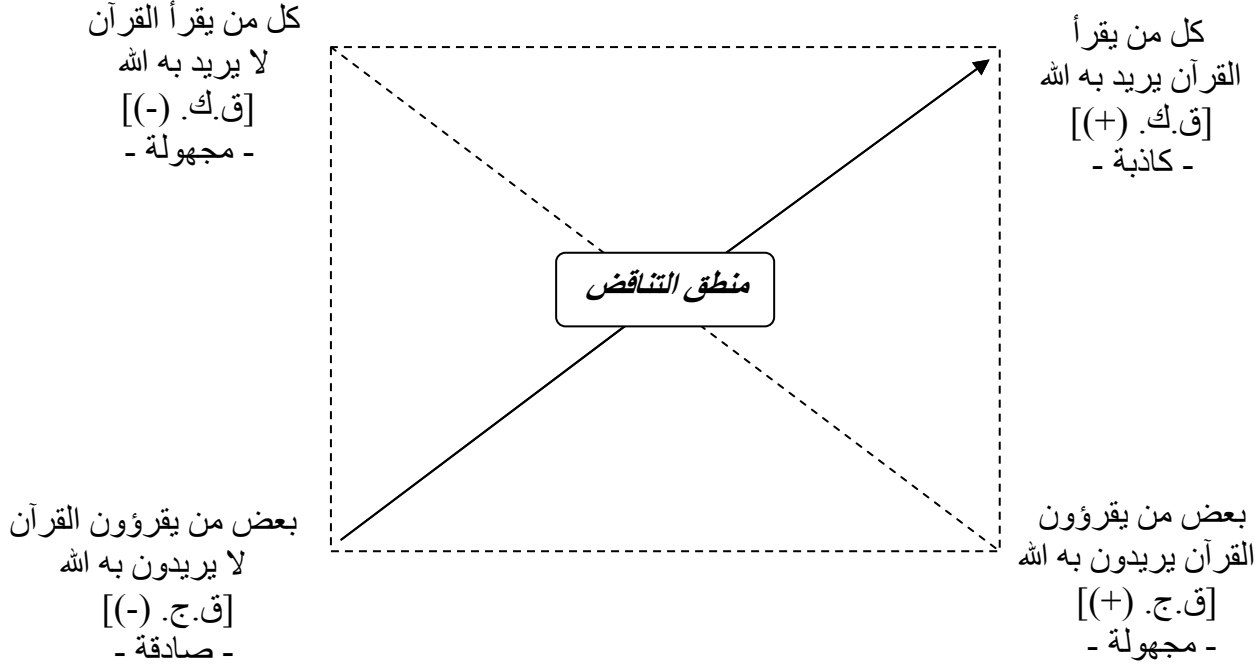 كل من يقرأ
القرآن يريد به الله
[ق.ك. (+)]
- كاذبة -
كل من يقرأ القرآن
لا يريد به الله
[ق.ك. (-)]
- مجهولة -
منطق التناقض
بعض من يقرؤون
القرآن يريدون به الله
[ق.ج. (+)]
- مجهولة -
بعض من يقرؤون القرآن
لا يريدون به الله
[ق.ج. (-)]
- صادقة -